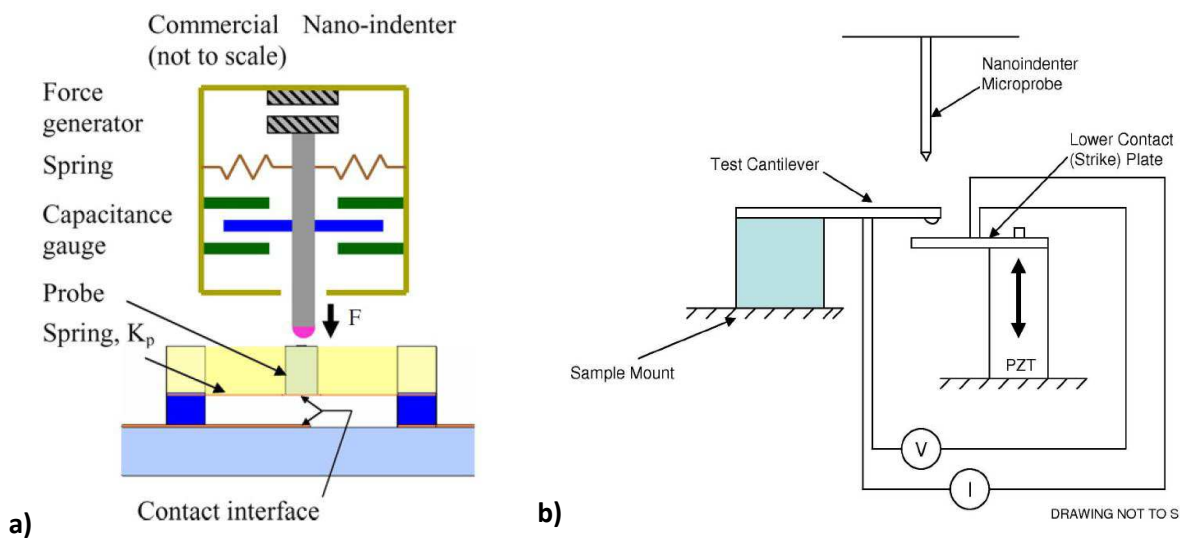 Commercial Nano-indenter
(not to scale)
Force
generator
Spring
Capacitance
gauge
Probe
F
Spring, Kp
Contact interface
a)
Nanoindenter
Microprobe
Lower Contact
(Strike) Plate
Test Cantilever
PZT
Sample Mount
V
I
DRAWING NOT TO S
b)